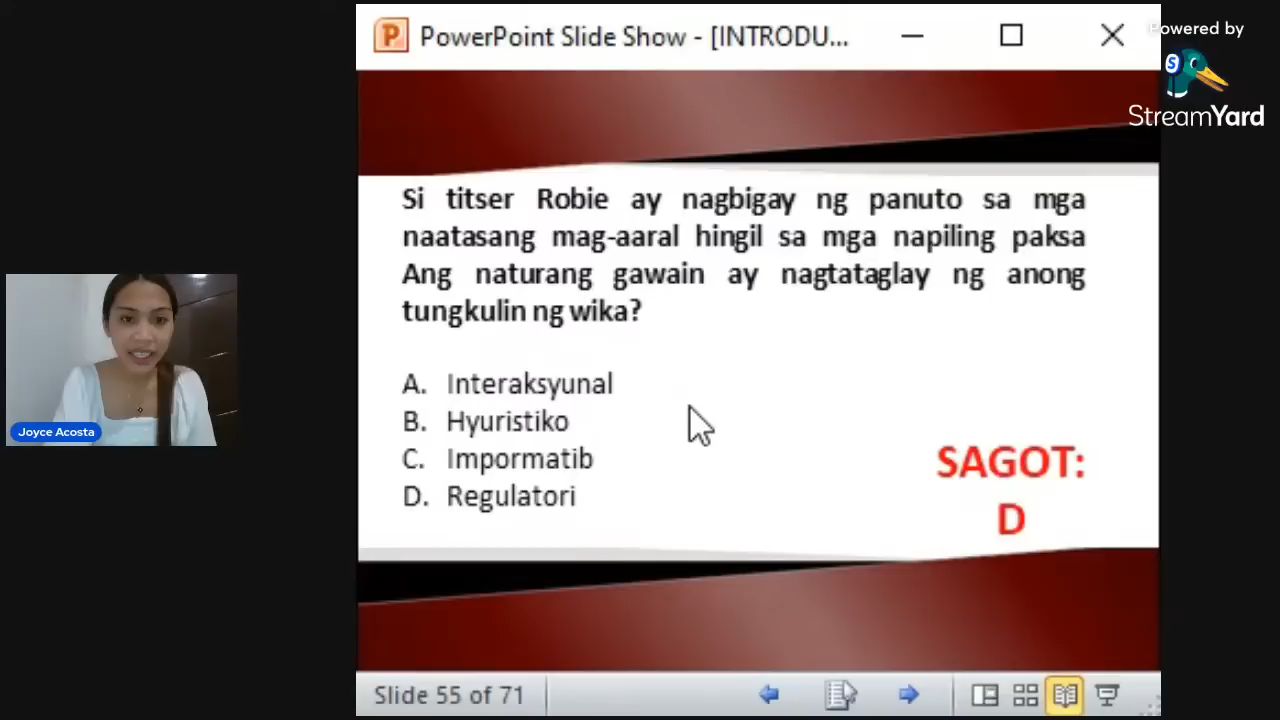 PowerPoint Slide Show - [INTRODU...
Powered by
StreamYard
Si titser Robie ay nagbigay ng panuto sa mga
naatasang mag-aaral hingil sa mga napiling paksa
Ang naturang gawain ay nagtataglay ng anong
tungkulin ng wika?
A. Interaksyunal
B. Hyuristiko
C. Impormatib
D. Regulatori
SAGOT:
D
Joyce Acosta
Slide 55 of 71